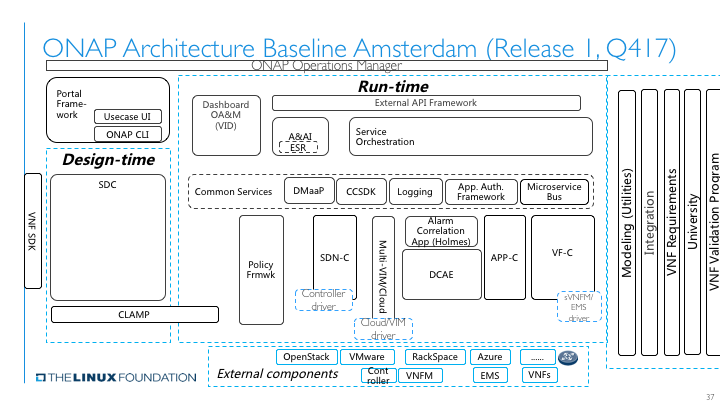 ONAP Architecture Baseline Amsterdam (Release 1, Q417)
ONAP Operations Manager
Portal
Frame-
work
Usecase UI
ONAP CLI
Design-time
SDC
VNF SDK
CLAMP
Run-time
Dashboard
OA&M
(VID)
External API Framework
A&AI
ESR
Service
Orchestration
Common Services
DMaaP
CCSDK
Logging
App. Auth.
Framework
Microservice
Bus
Policy
Frmwk
SDN-C
Controller
driver
Multi-VIM/Cloud
Cloud/VIM
driver
Alarm
Correlation
App (Holmes)
DCAE
APP-C
VF-C
sVNFM/
EMS
driver
Modeling (Utilities)
Integration
VNF Requirements
University
VNF Validation Program
External components
OpenStack
VMware
RackSpace
Azure
......
Cont
roller
VNFM
EMS
VNFs
THE LINUX FOUNDATION
37